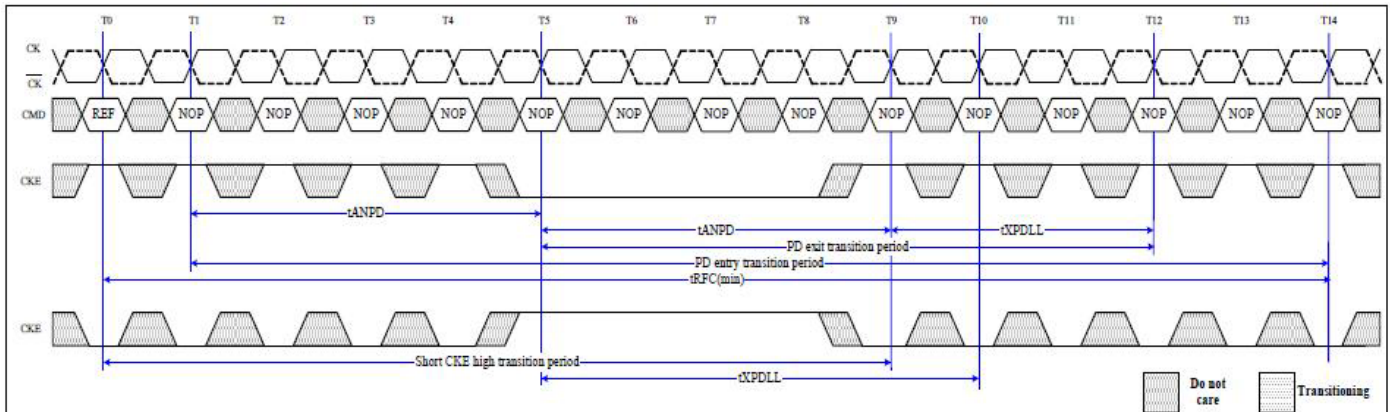 T0 T1 T2 T3 T4 T5 T6 T7 T8 T9 T10 T11 T12 T13 T14
CK
CK
CMD REF NOP NOP NOP NOP NOP NOP NOP NOP NOP NOP NOP NOP NOP NOP
CKE
tANPD
tANPD tXPDLL
PD exit transition period
PD entry transition period
tRFC(min)
CKE
Short CKE high transition period
tXPDLL
Do not care
Transitioning